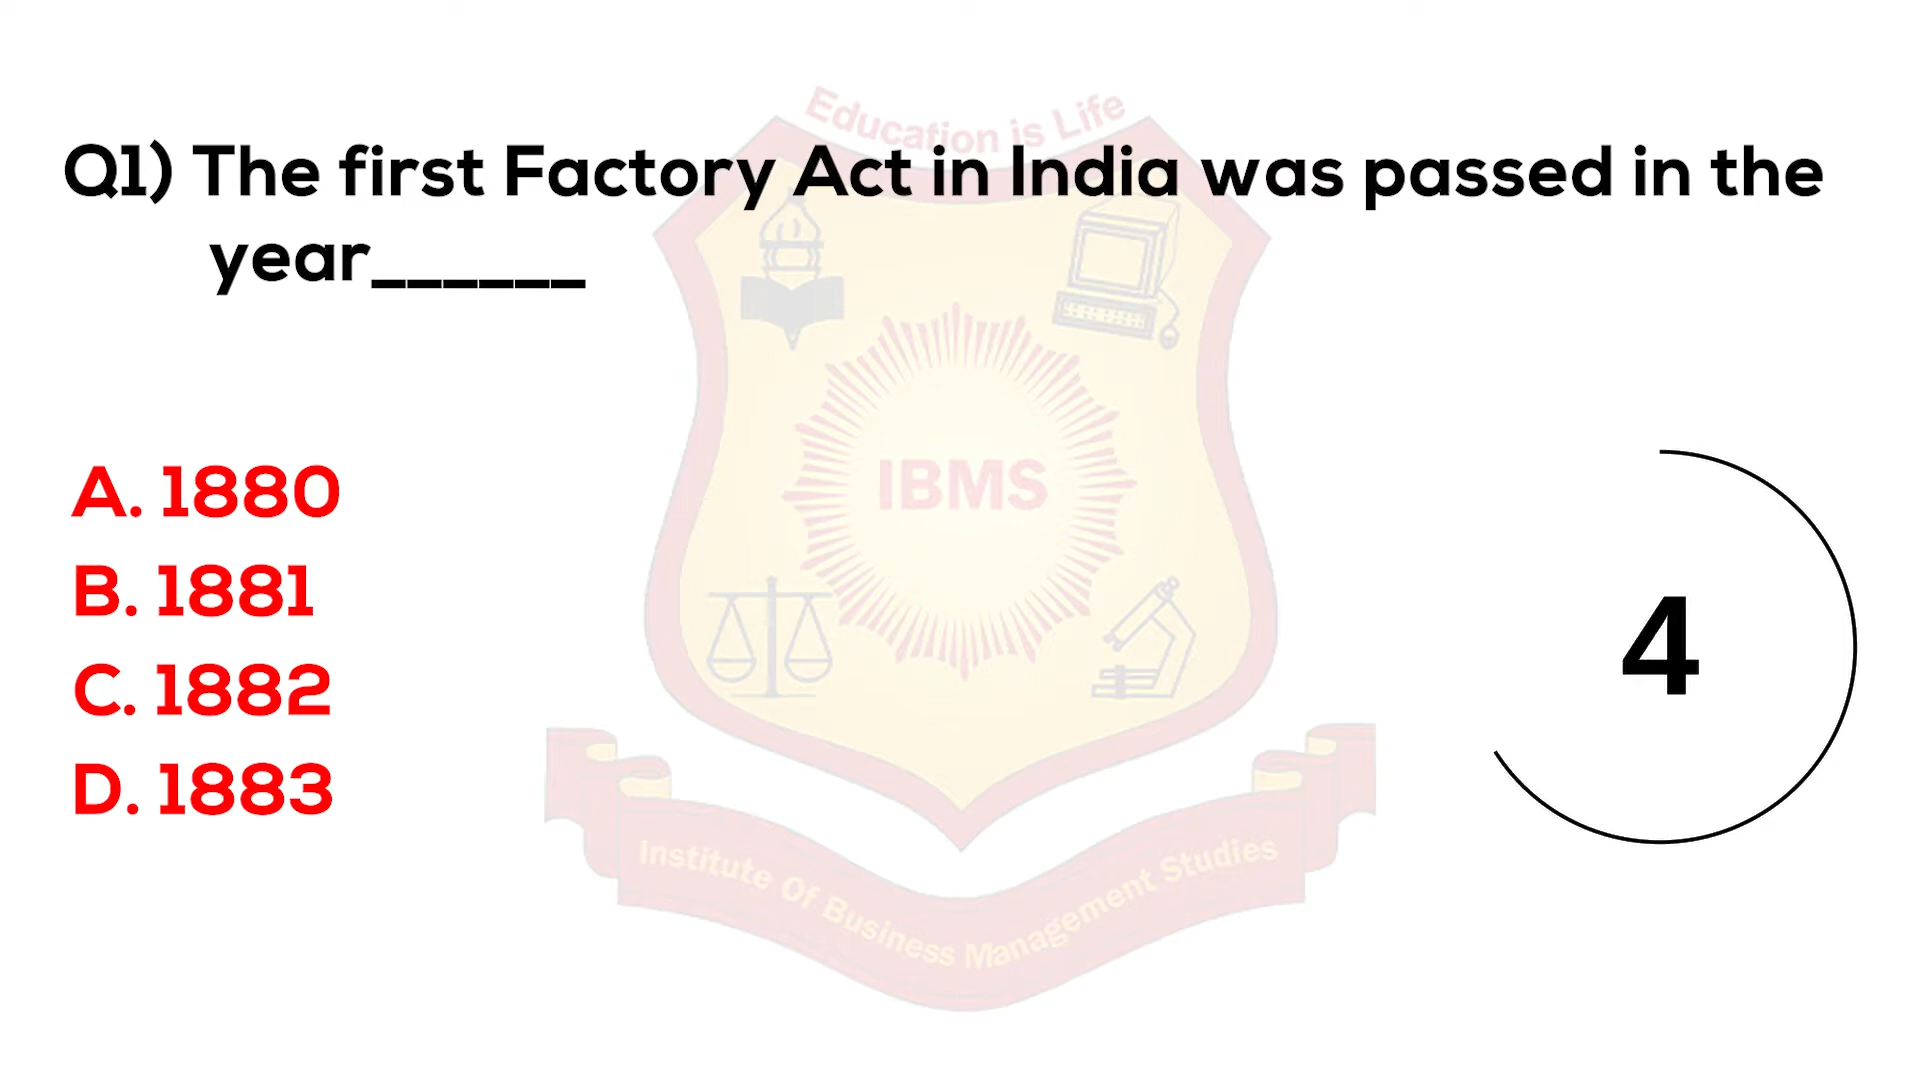 Education is Life
Q1) The first Factory Act in India was passed in the
year______
IBMS
A. 1880
B. 1881
C. 1882
D. 1883
4
Institute Of Business Management Studies